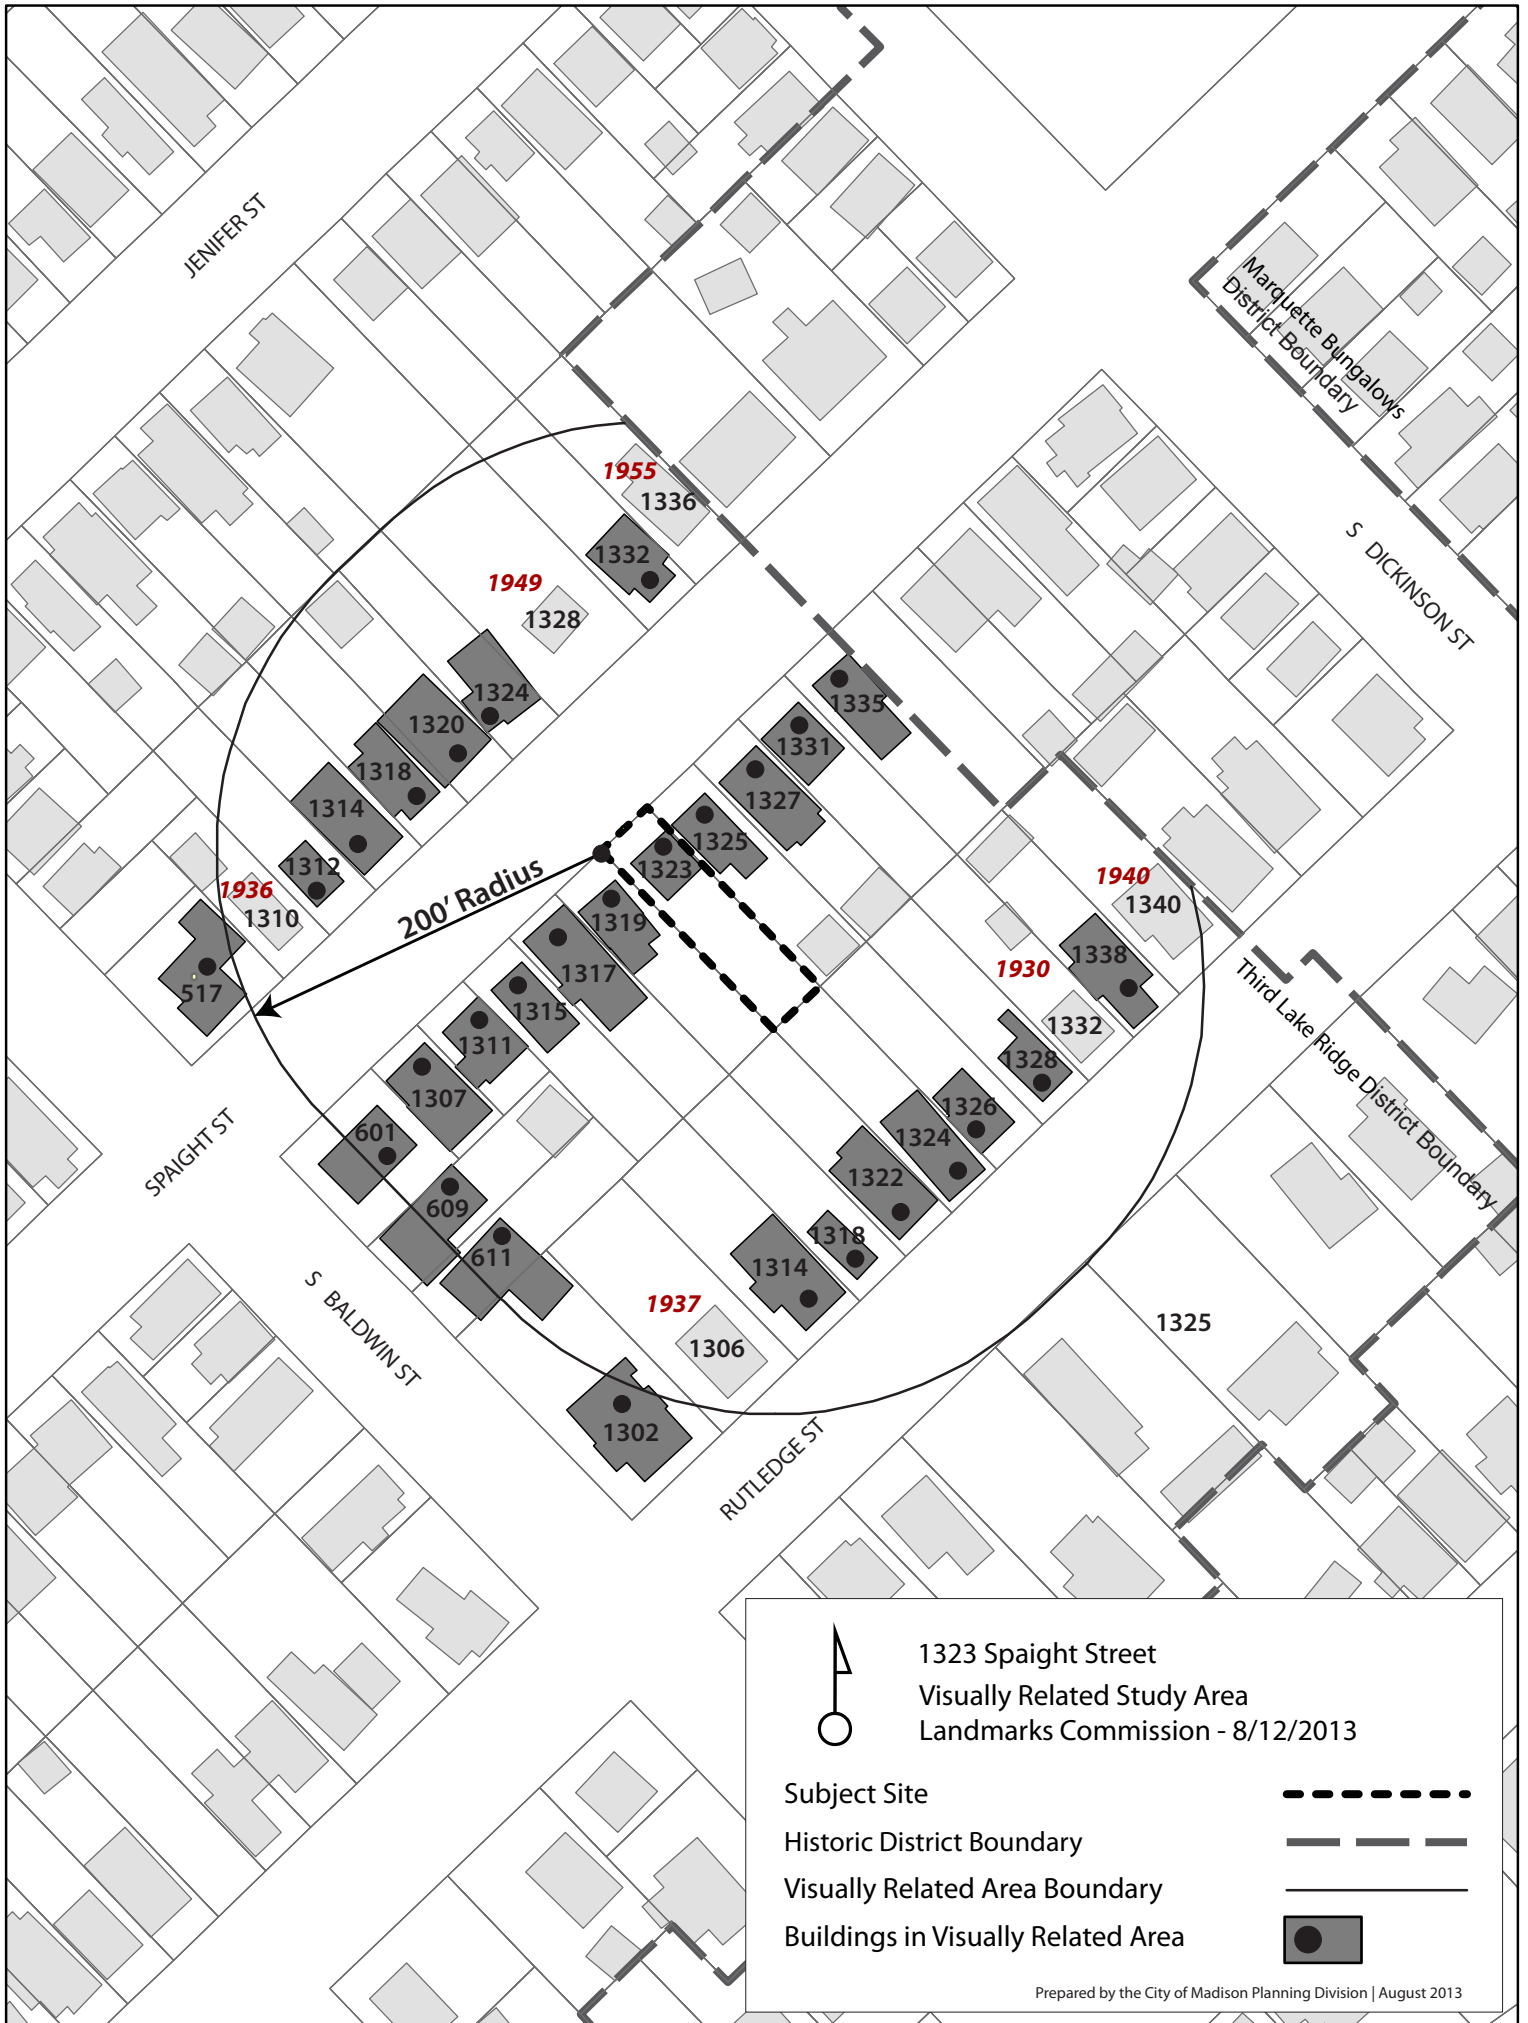 JENIFER ST
Marquette Bungalows
District Boundary
1955
1336
1332
1949
1328
S DICKINSON ST
1324
1320
1335
1331
1318
1327
1314
1325
1312
1323
1936
1310
200' Radius
1319
1940
1340
1317
1338
1930
517
1315
1332
Third Lake Ridge District Boundary
1311
1328
1307
1326
601
1324
SPAIGHT ST
1322
609
1318
611
1314
1937
1306
1325
S BALDWIN ST
1302
RUTLEDGE ST
1323 Spaight Street
Visually Related Study Area
Landmarks Commission - 8/12/2013
Subject Site
Historic District Boundary
Visually Related Area Boundary
Buildings in Visually Related Area
Prepared by the City of Madison Planning Division | August 2013